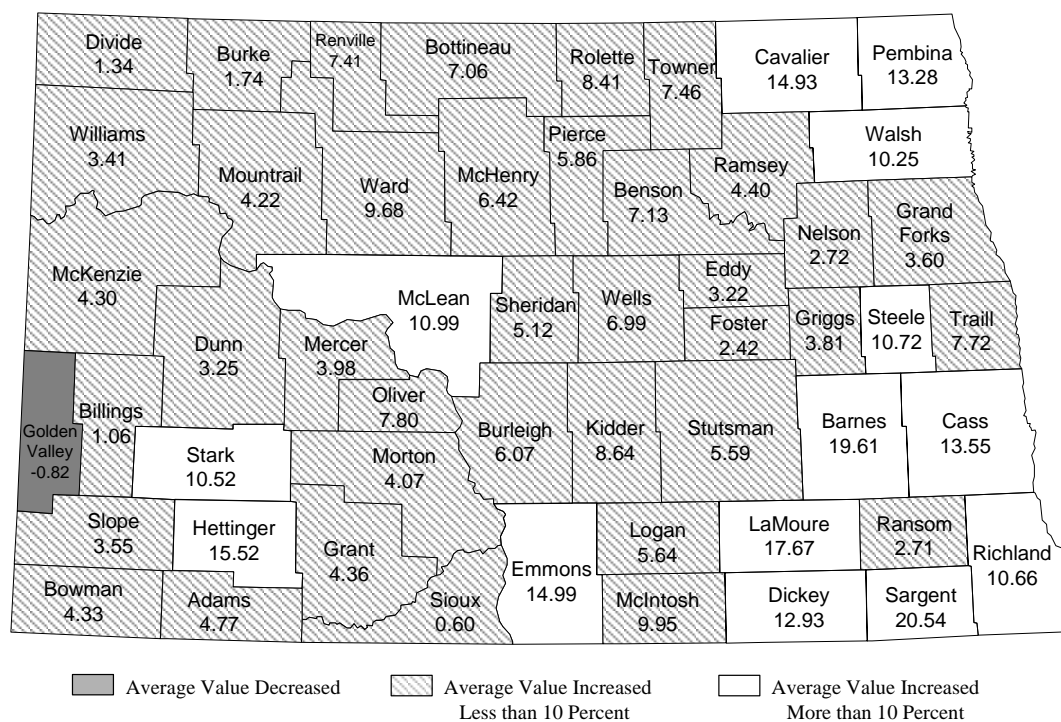 Divide
1.34
Burke
1.74
Renville
7.41
Bottineau
7.06
Rolette
8.41
Towner
7.46
Cavalier
14.93
Pembina
13.28
Williams
3.41
Mountrail
4.22
Ward
9.68
McHenry
6.42
Pierce
5.86
Benson
7.13
Ramsey
4.40
Walsh
10.25
Nelson
2.72
Grand
Forks
3.60
McKenzie
4.30
Dunn
3.25
Mercer
3.98
McLean
10.99
Sheridan
5.12
Wells
6.99
Eddy
3.22
Foster
2.42
Griggs
3.81
Steele
10.72
Traill
7.72
Golden
Valley
-0.82
Billings
1.06
Stark
10.52
Oliver
7.80
Morton
4.07
Burleigh
6.07
Kidder
8.64
Stutsman
5.59
Barnes
19.61
Cass
13.55
Slope
3.55
Hettinger
15.52
Grant
4.36
Emmons
14.99
Logan
5.64
LaMoure
17.67
Ransom
2.71
Richland
10.66
Bowman
4.33
Adams
4.77
Sioux
0.60
McIntosh
9.95
Dickey
12.93
Sargent
20.54
Average Value Decreased
Average Value Increased
Less than 10 Percent
Average Value Increased
More than 10 Percent